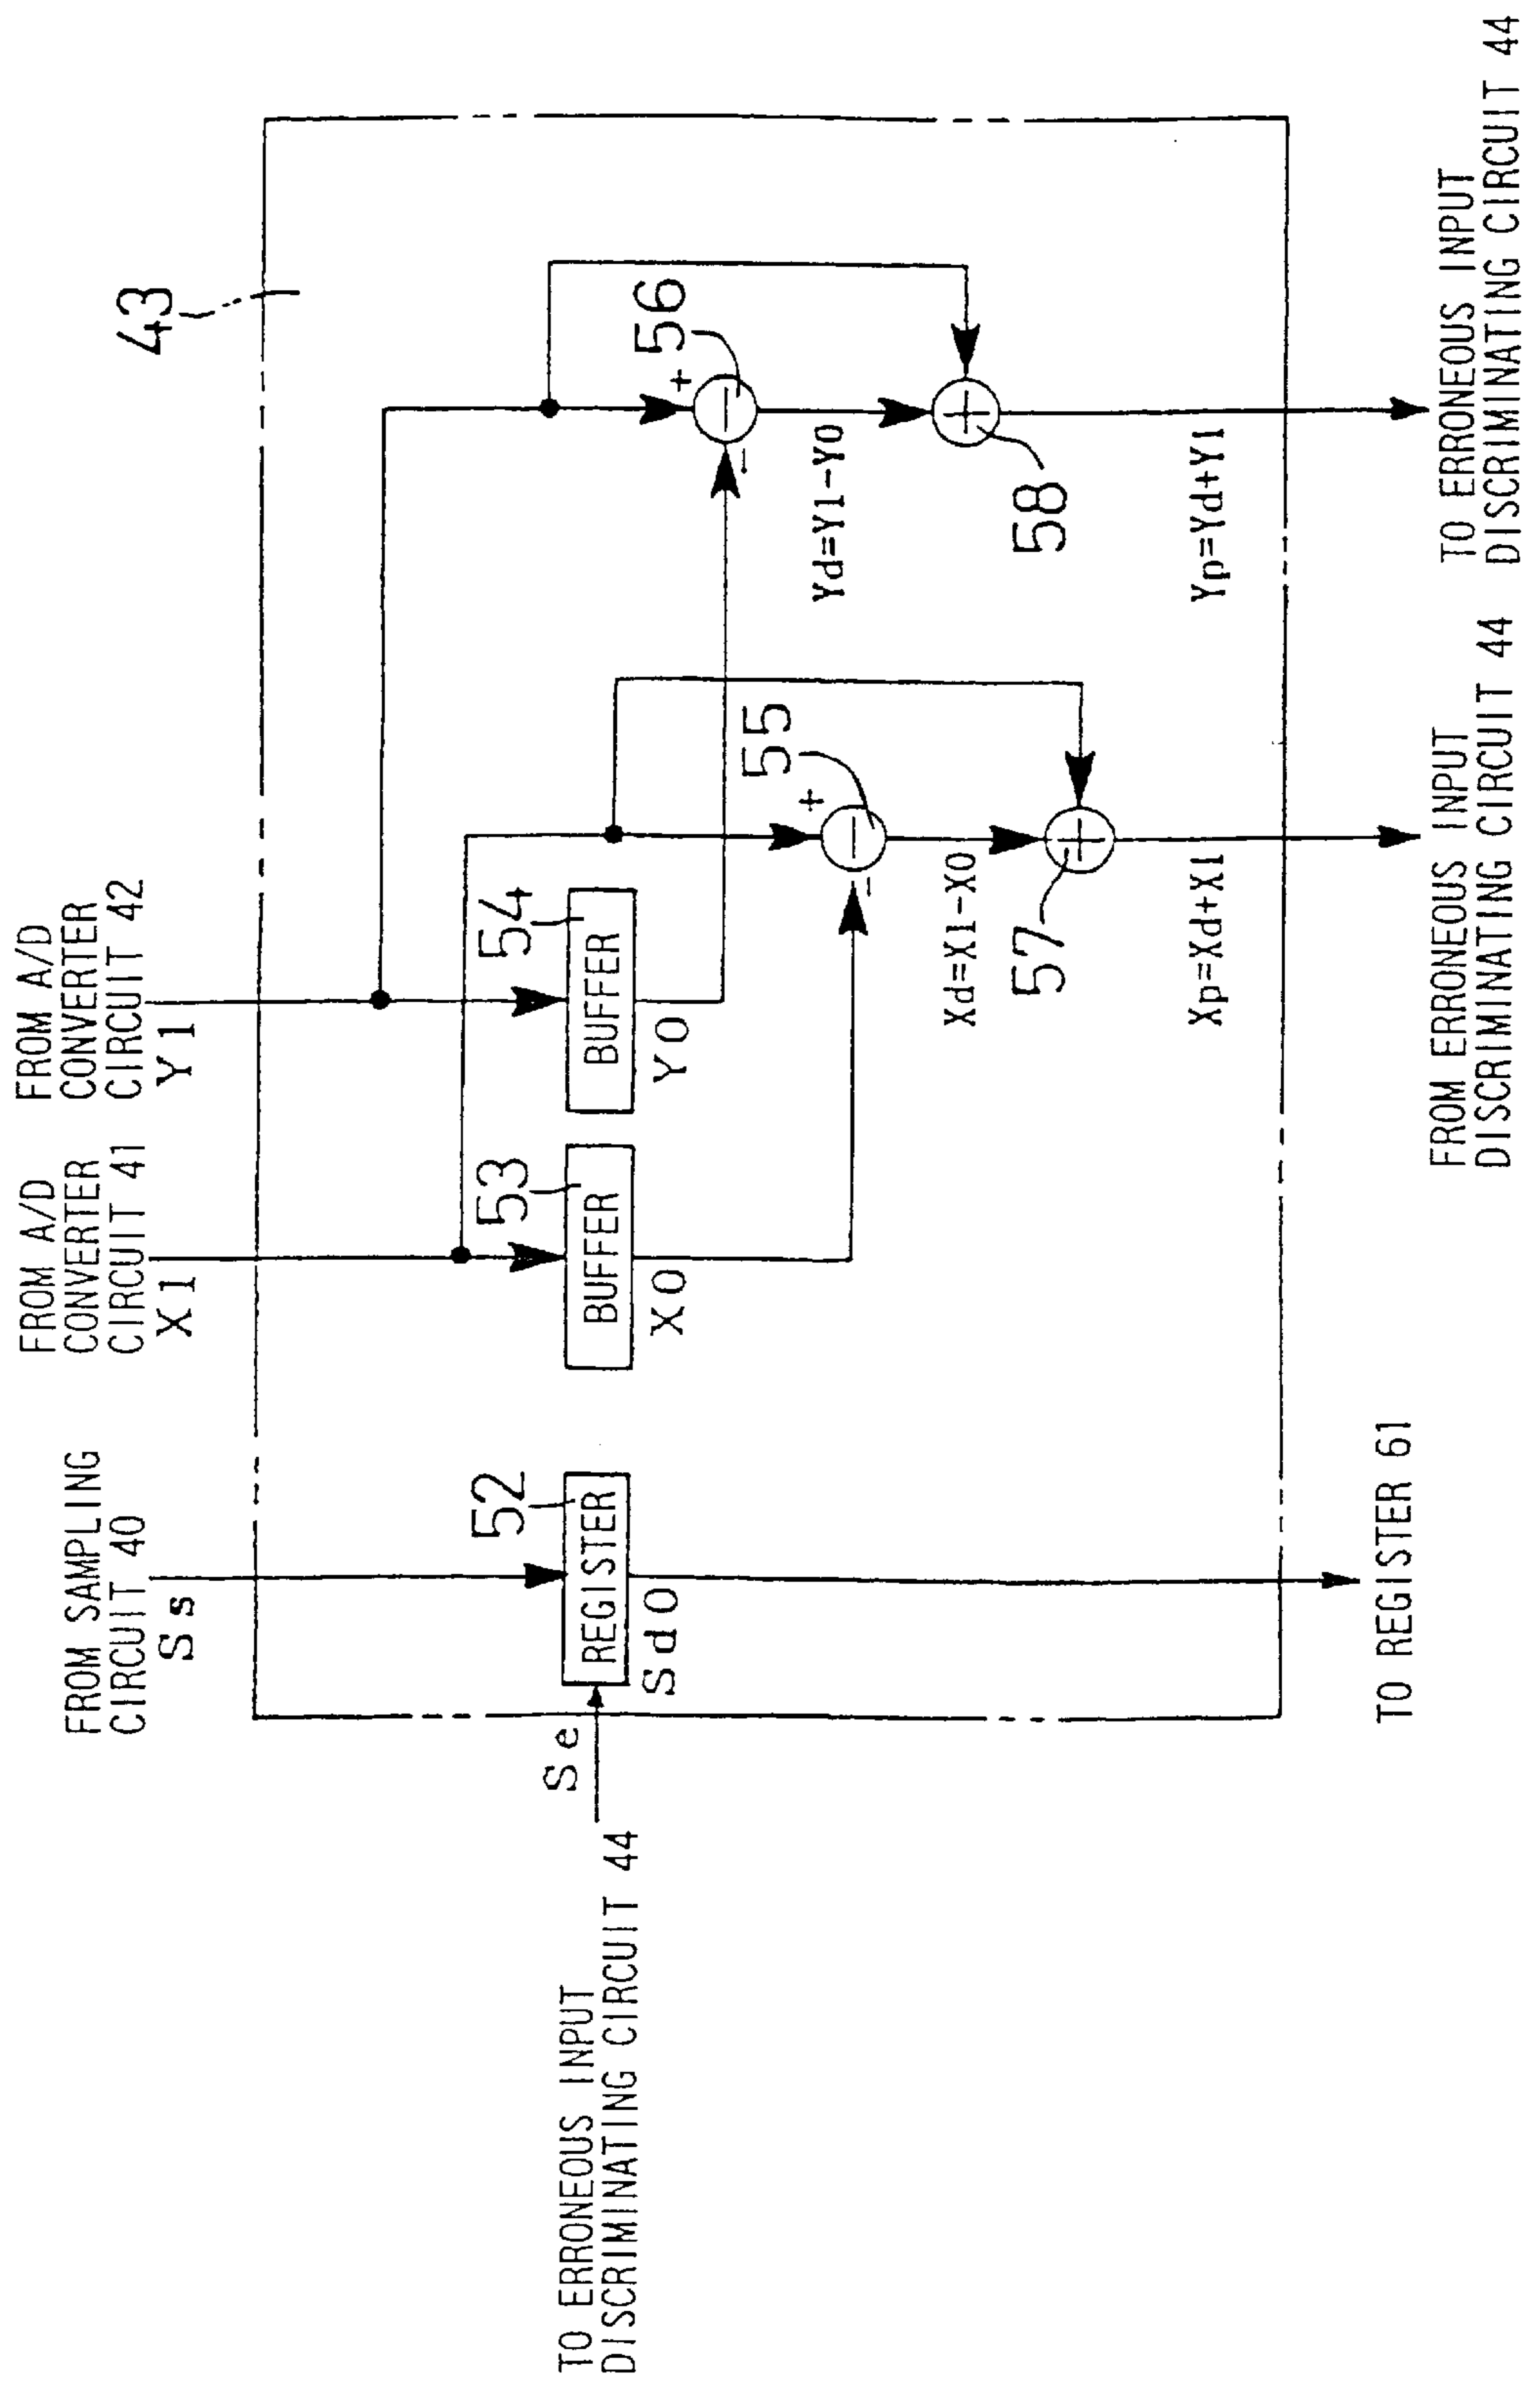 FROM SAMPLING
CIRCUIT 40
Ss
FROM A/D
CONVERTER
CIRCUIT 41
X1
FROM A/D
CONVERTER
CIRCUIT 42
Y1
43
TO ERRONEOUS INPUT
DISCRIMINATING CIRCUIT 44
Se
52
REGISTER
Sd0
53
BUFFER
X0
54
BUFFER
Y0
+
−
55
+
−
56
Xd=X1-X0
Yd=Y1-Y0
57
58
Xp=Xd+X1
Yp=Yd+Y1
TO REGISTER 61
FROM ERRONEOUS INPUT
DISCRIMINATING CIRCUIT 44
TO ERRONEOUS INPUT
DISCRIMINATING CIRCUIT 44